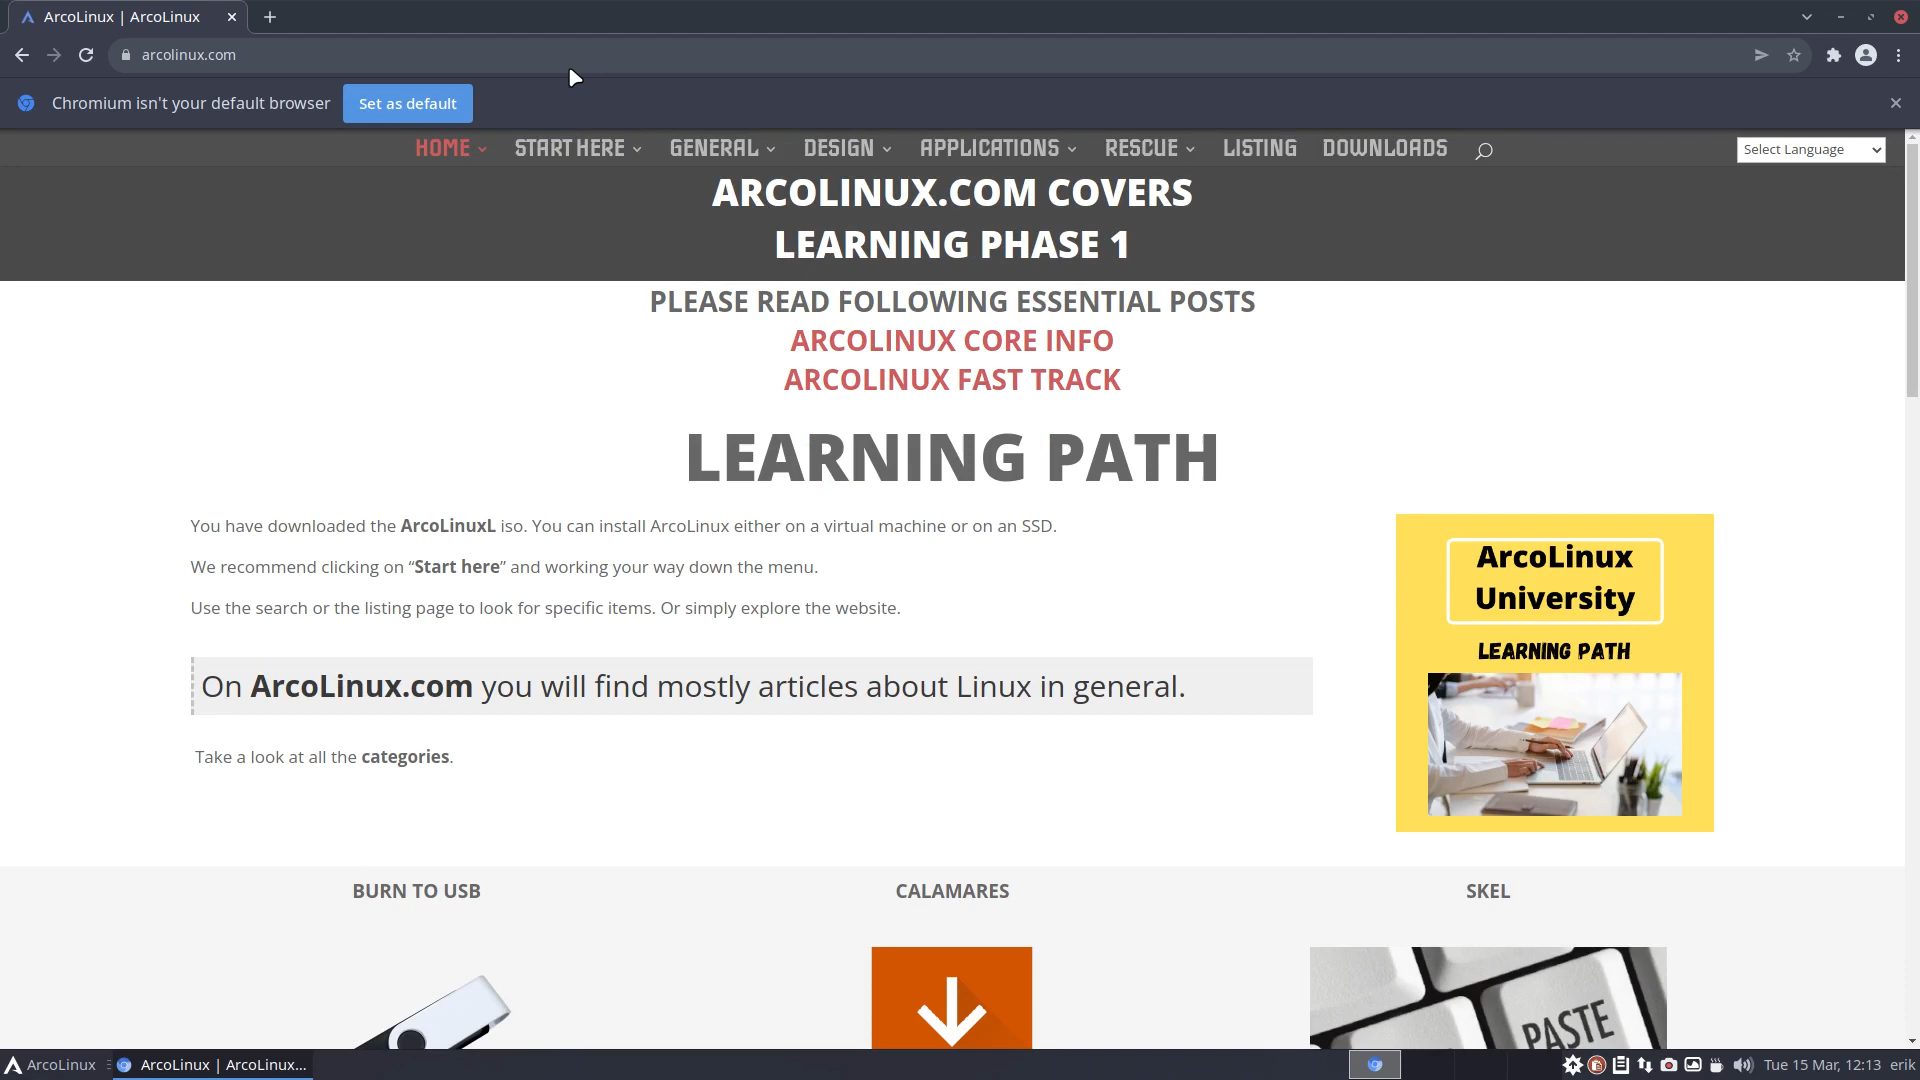 ArcoLinux | ArcoLinux
arcolinux.com
Chromium isn't your default browser
Set as default
HOME
START HERE
GENERAL
DESIGN
APPLICATIONS
RESCUE
LISTING
DOWNLOADS
Select Language
ARCOLINUX.COM COVERS
LEARNING PHASE 1
PLEASE READ FOLLOWING ESSENTIAL POSTS
ARCOLINUX CORE INFO
ARCOLINUX FAST TRACK
LEARNING PATH
You have downloaded the ArcoLinuxL iso. You can install ArcoLinux either on a virtual machine or on an SSD.
We recommend clicking on “Start here” and working your way down the menu.
Use the search or the listing page to look for specific items. Or simply explore the website.
On ArcoLinux.com you will find mostly articles about Linux in general.
Take a look at all the categories.
ArcoLinux
University
LEARNING PATH
BURN TO USB
CALAMARES
SKEL
PASTE
ArcoLinux
ArcoLinux | ArcoLinux...
Tue 15 Mar, 12:13
erik